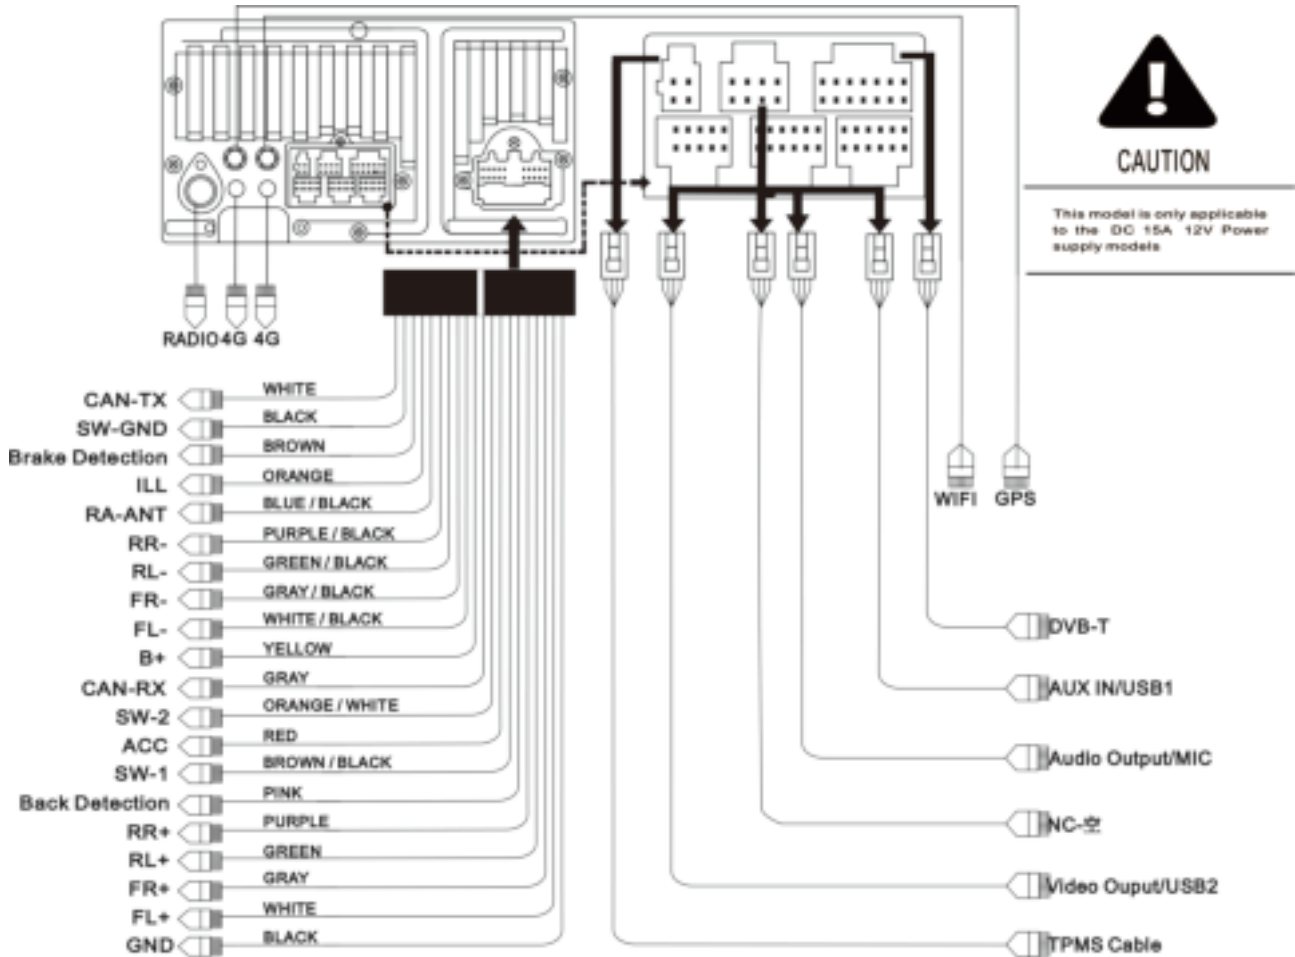 CAUTION
This model is only applicable
to the DC 15A 12V Power
supply models
RADIO 4G 4G
CAN-TX WHITE
SW-GND BLACK
Brake Detection BROWN
ILL ORANGE
RA-ANT BLUE / BLACK
RR- PURPLE / BLACK
RL- GREEN / BLACK
FR- GRAY / BLACK
FL- WHITE / BLACK
B+ YELLOW
CAN-RX GRAY
SW-2 ORANGE / WHITE
ACC RED
SW-1 BROWN / BLACK
Back Detection PINK
RR+ PURPLE
RL+ GREEN
FR+ GRAY
FL+ WHITE
GND BLACK
WIFI GPS
DVB-T
AUX IN/USB1
Audio Output/MIC
NC-호
Video Ouput/USB2
TPMS Cable